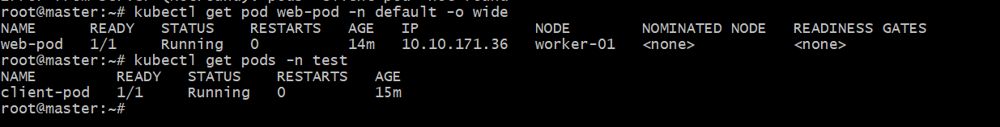 root@master:~# kubectl get pod web-pod -n default -o wide
NAME READY STATUS RESTARTS AGE IP NODE NOMINATED NODE READINESS GATES
web-pod 1/1 Running 0 14m 10.10.171.36 worker-01 <none> <none>
root@master:~# kubectl get pods -n test
NAME READY STATUS RESTARTS AGE
client-pod 1/1 Running 0 15m
root@master:~#